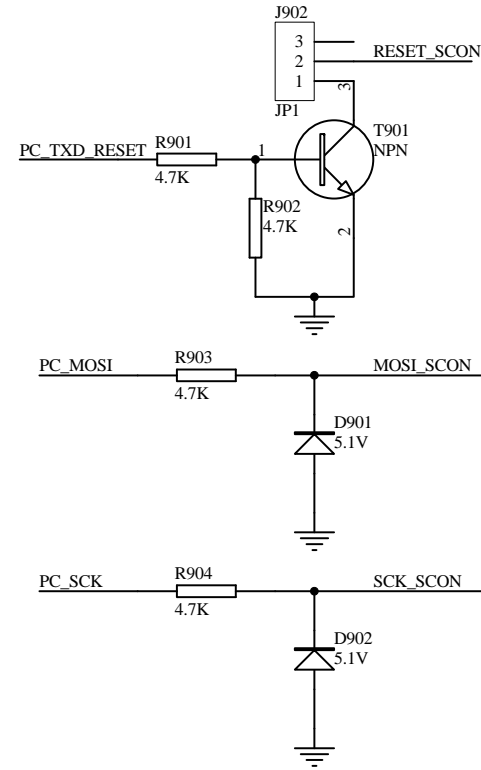 J902
3
2
1
RESET_SCON
JP1
3
T901
NPN
PC_TXD_RESET
R901
4.7K
1
R902
4.7K
2
PC_MOSI
R903
4.7K
MOSI_SCON
D901
5.1V
PC_SCK
R904
4.7K
SCK_SCON
D902
5.1V